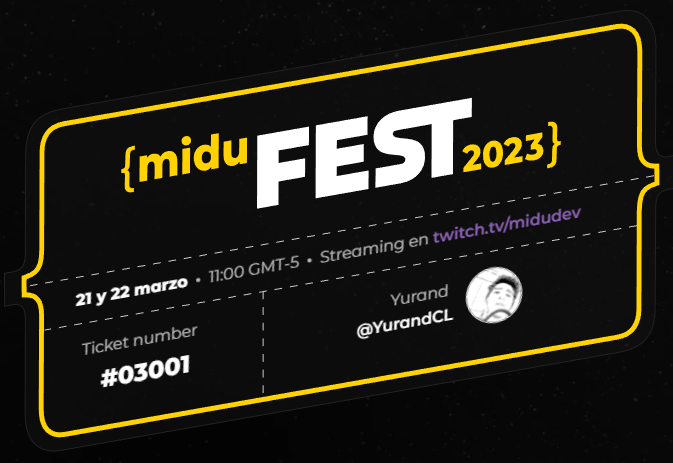 {midu FEST 2023}
21 y 22 marzo • 11:00 GMT-5 • Streaming en twitch.tv/midudev
Ticket number
#03001
Yurand
@YurandCL